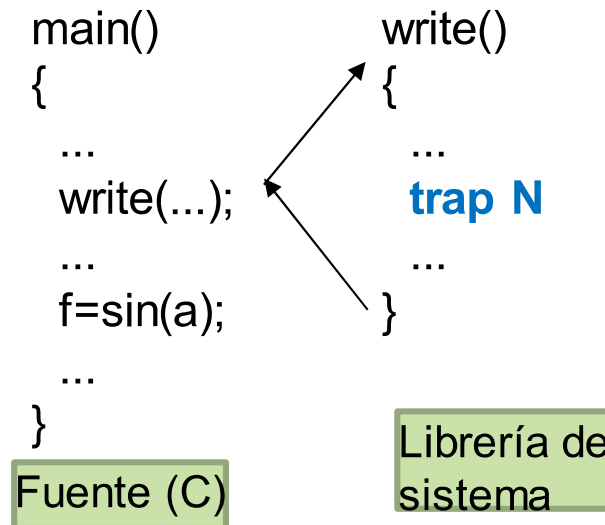 main()
{
...
write(...);
...
f=sin(a);
...
}
Fuente (C)
write()
{
...
trap N
...
}
Librería de
sistema